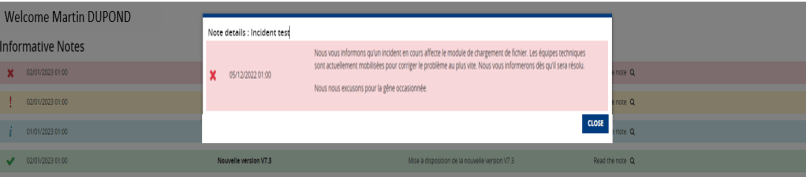 Welcome Martin DUPOND
Note details : Incident test
Informative Notes
Nous vous informons qu'un incident en cours affecte le module de chargement de fichier. Les équipes techniques
sont actuellement mobilisées pour corriger le problème au plus vite. Nous vous informerons dès qu'il sera résolu.
02/01/2023 01:00
05/12/2022 01:00
e note
Nous nous excusons pour la gêne occasionnée
02/01/2023 01:00
e note
CLOSE
01/01/2023 01:00
e note
02/01/2023 01:00 Nouvelle version V7.3 Mise à disposition de la nouvelle version V7.3 Read the note